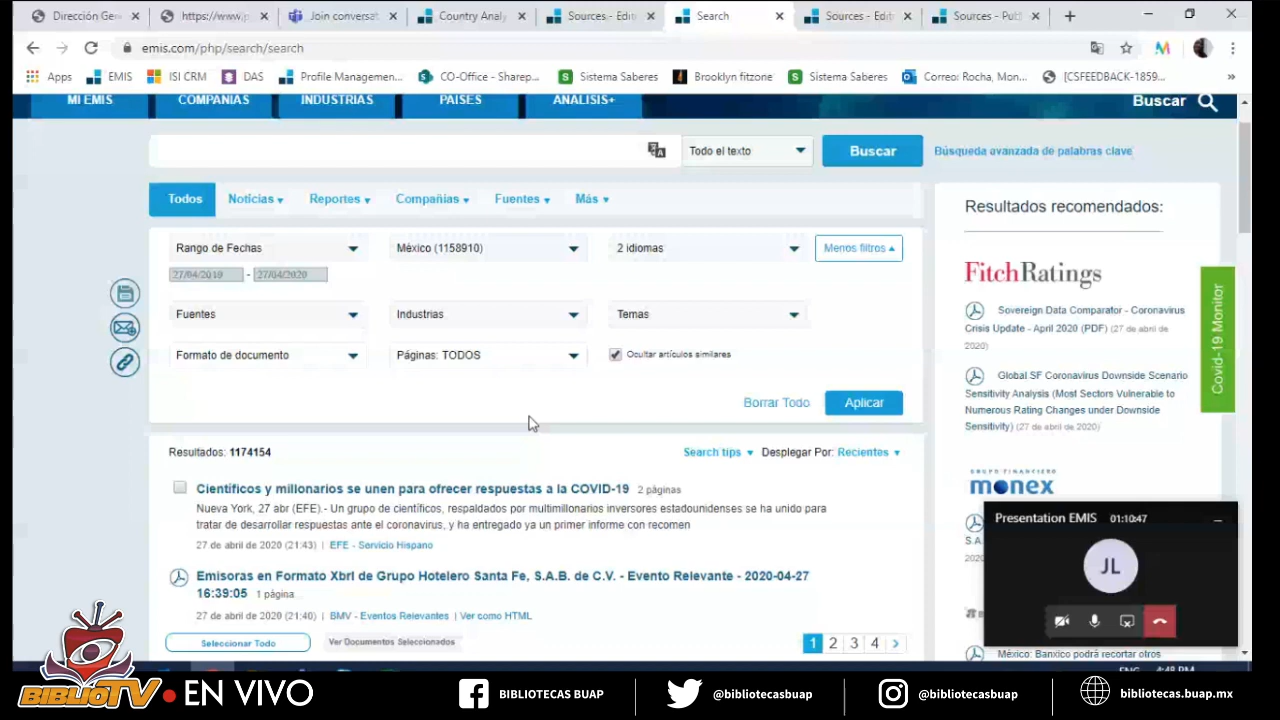 Dirección Gen
https://www.p
Join conversat
Country Analy
Sources - Edit
Search
Sources - Edit
Sources - Publ
emis.com/php/search/search
Apps
EMIS
ISI CRM
DAS
Profile Managemen...
CO-Office - Sharep...
Sistema Saberes
Brooklyn fitzone
Sistema Saberes
Correo: Rocha, Mon...
[CSFEEDBACK-1859...
»
MI EMIS
COMPAÑÍAS
INDUSTRIAS
PAÍSES
ANÁLISIS+
Buscar
Todo el texto
Buscar
Búsqueda avanzada de palabras clave
Todos
Noticias
Reportes
Compañías
Fuentes
Más
Rango de Fechas
México (1158910)
2 idiomas
Menos filtros
27/04/2019 - 27/04/2020
Fuentes
Industrias
Temas
Formato de documento
Páginas: TODOS
Ocultar artículos similares
Borrar Todo
Aplicar
Resultados: 1174154
Search tips
Desplegar Por: Recientes
Científicos y millonarios se unen para ofrecer respuestas a la COVID-19 2 páginas
Nueva York, 27 abr (EFE).- Un grupo de científicos, respaldados por multimillonarios inversores estadounidenses se ha unido para
tratar de desarrollar respuestas ante el coronavirus, y ha entregado ya un primer informe con recomen
27 de abril de 2020 (21:43) | EFE - Servicio Hispano
Emisoras en Formato Xbrl de Grupo Hotelero Santa Fe, S.A.B. de C.V. - Evento Relevante - 2020-04-27
16:39:05 1 página
27 de abril de 2020 (21:40) | BMV - Eventos Relevantes | Ver como HTML
Seleccionar Todo
Ver Documentos Seleccionados
1 2 3 4 >
Resultados recomendados:
FitchRatings
Sovereign Data Comparator - Coronavirus
Crisis Update - April 2020 (PDF) (27 de abril de
2020)
Global SF Coronavirus Downside Scenario
Sensitivity Analysis (Most Sectors Vulnerable to
Numerous Rating Changes under Downside
Sensitivity) (27 de abril de 2020)
GRUPO FINANCIERO
monex
S.A.
2020
México: Banxico podrá recortar otros
Covid-19 Monitor
Presentation EMIS 01:10:47
JL
ENG 4:48 PM
BIBLIOTV
EN VIVO
BIBLIOTECAS BUAP
@bibliotecasbuap
@bibliotecasbuap
bibliotecas.buap.mx